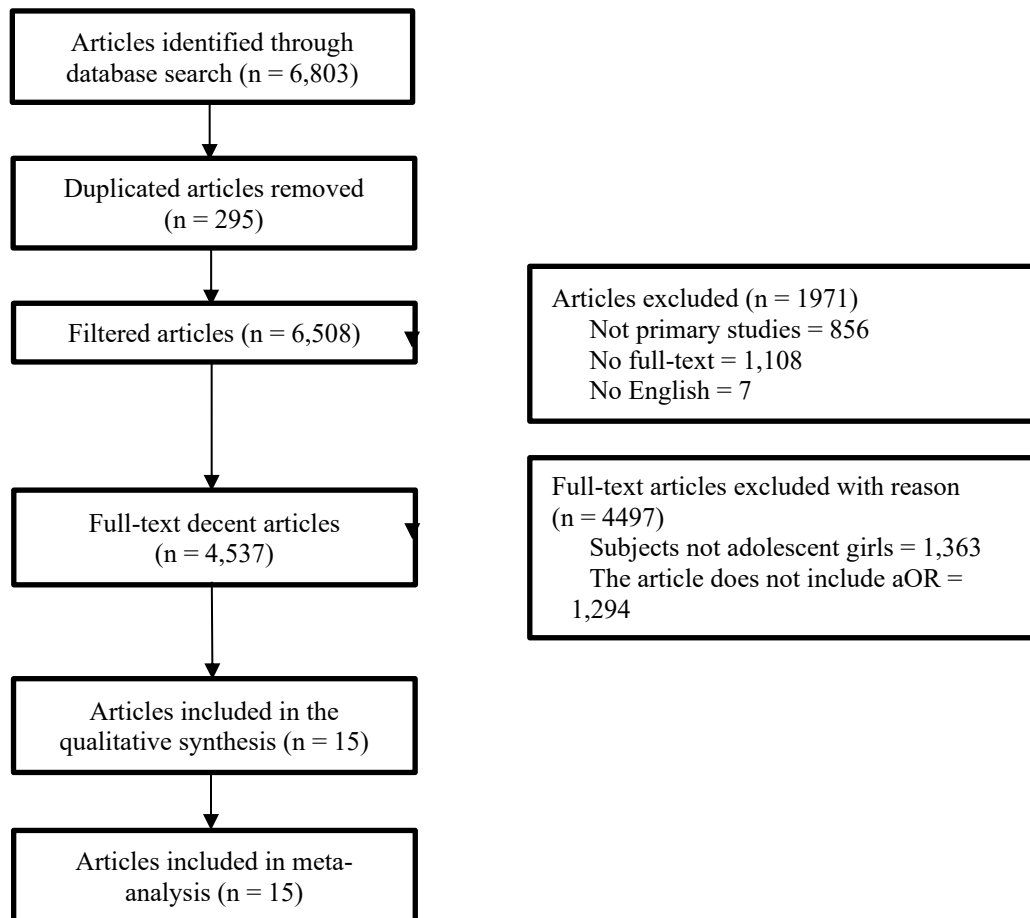 Articles identified through
database search (n = 6,803)
Duplicated articles removed
(n = 295)
Filtered articles (n = 6,508)
Articles excluded (n = 1971)
Not primary studies = 856
No full-text = 1,108
No English = 7
Full-text decent articles
(n = 4,537)
Full-text articles excluded with reason
(n = 4497)
Subjects not adolescent girls = 1,363
The article does not include aOR =
1,294
Articles included in the
qualitative synthesis (n = 15)
Articles included in meta-
analysis (n = 15)